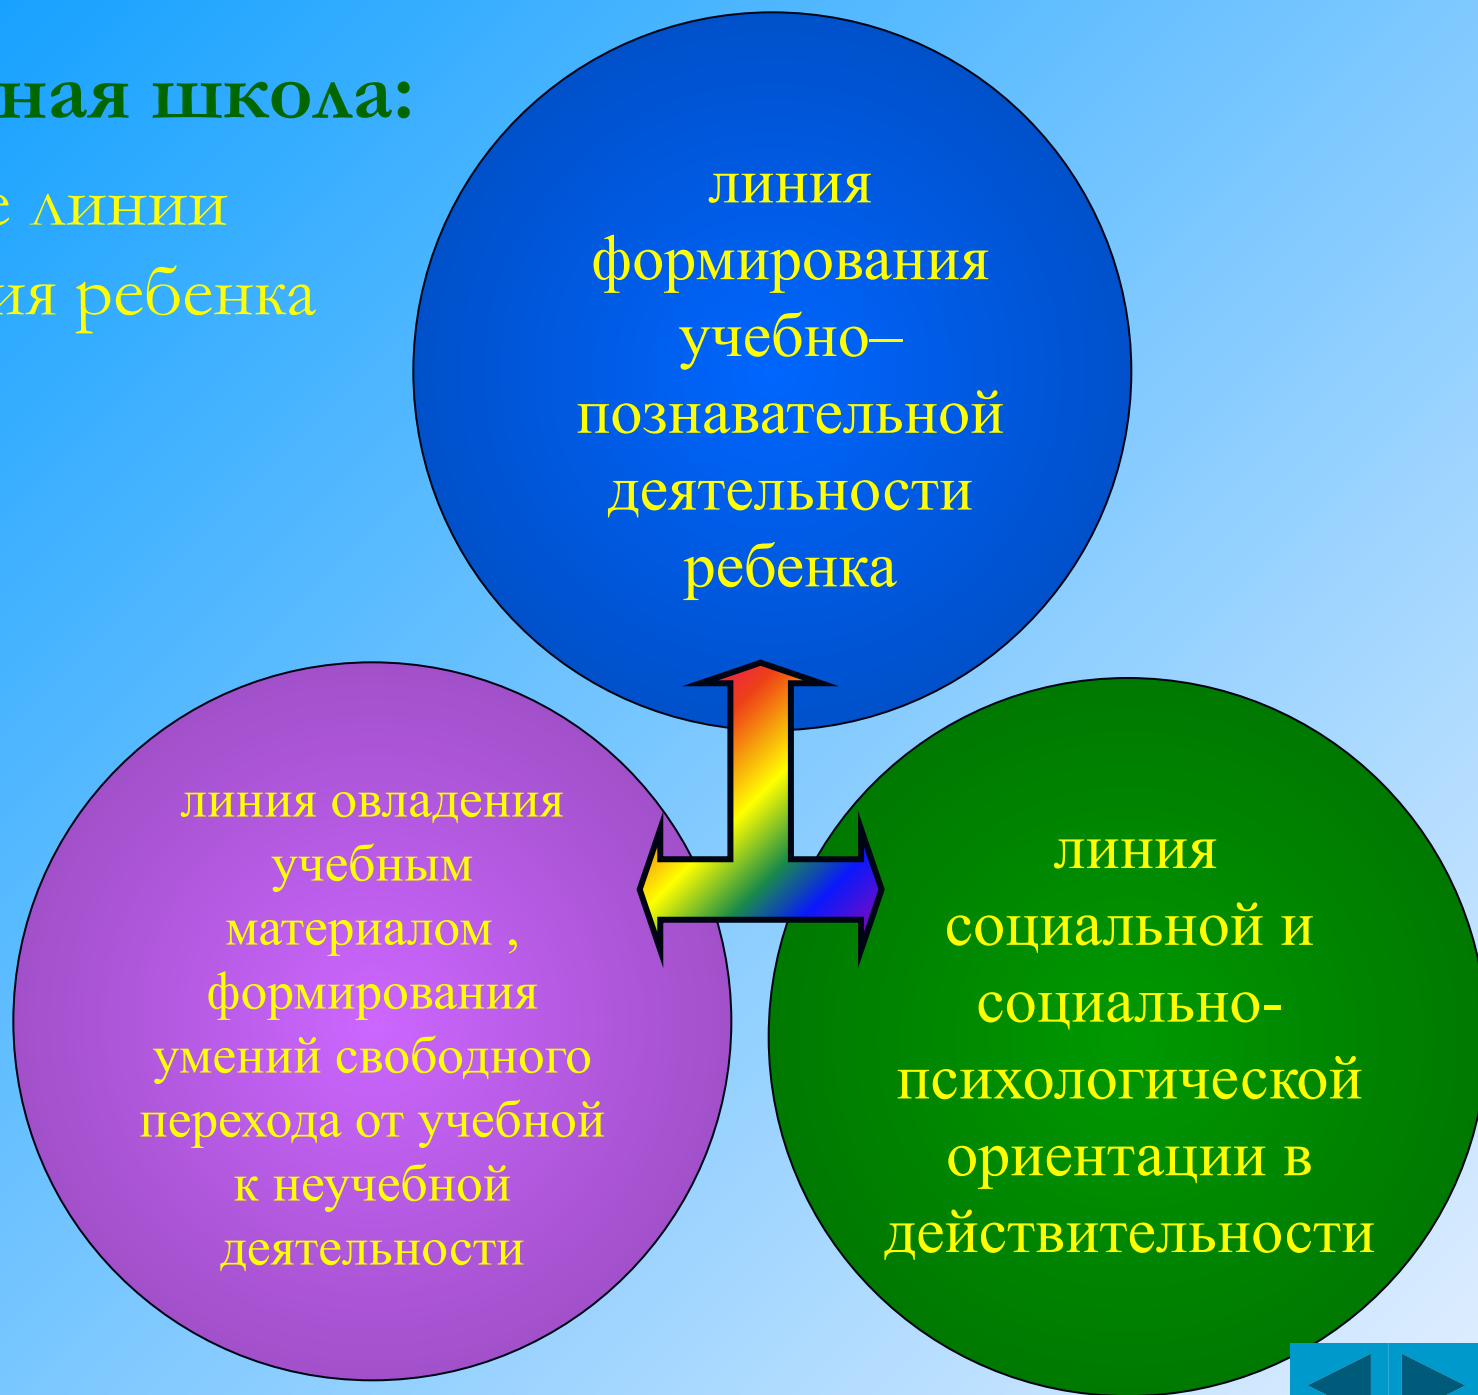 ная школа:
е линии
ия ребенка
линия
формирования
учебно–
познавательной
деятельности
ребенка
линия овладения
учебным
материалом ,
формирования
умений свободного
перехода от учебной
к неучебной
деятельности
линия
социальной и
социально-
психологической
ориентации в
действительности